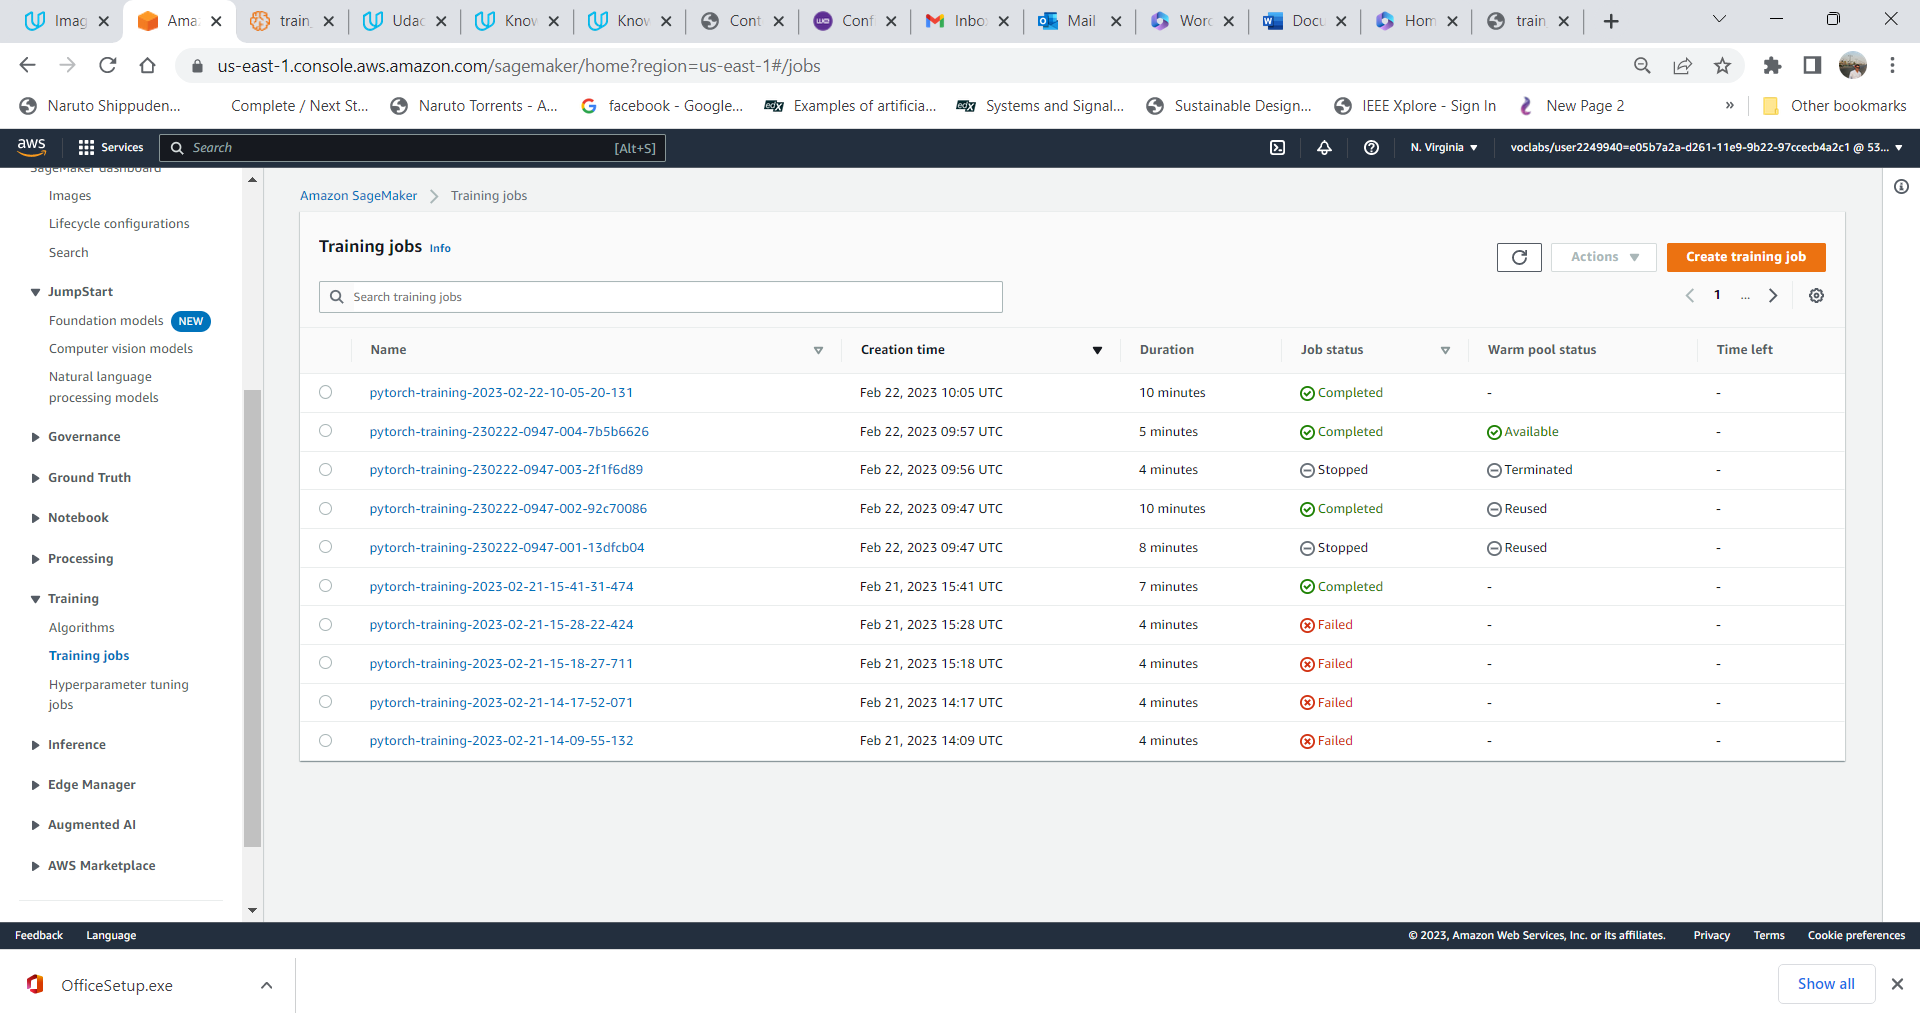 Imag
Ama
train
Udac
Know
Know
Cont
Conf
Inbo
Mail
Worc
Docu
Hom
train
us-east-1.console.aws.amazon.com/sagemaker/home?region=us-east-1#/jobs
Naruto Shippuden...
Complete / Next St...
Naruto Torrents - A...
facebook - Google...
Examples of artificia...
Systems and Signal...
Sustainable Design...
IEEE Xplore - Sign In
New Page 2
»
Other bookmarks
aws
Services
Search
[Alt+S]
N. Virginia
voclabs/user2249940=e05b7a2a-d261-11e9-9b22-97ccecb4a2c1 @ 53...
SageMaker dashboard
Images
Lifecycle configurations
Search
JumpStart
Foundation models NEW
Computer vision models
Natural language
processing models
Governance
Ground Truth
Notebook
Processing
Training
Algorithms
Training jobs
Hyperparameter tuning
jobs
Inference
Edge Manager
Augmented AI
AWS Marketplace
Amazon SageMaker > Training jobs
Training jobs Info
Actions
Create training job
Search training jobs
1 ...
Name Creation time Duration Job status Warm pool status Time left
pytorch-training-2023-02-22-10-05-20-131 Feb 22, 2023 10:05 UTC 10 minutes Completed - -
pytorch-training-230222-0947-004-7b5b6626 Feb 22, 2023 09:57 UTC 5 minutes Completed Available -
pytorch-training-230222-0947-003-2f1f6d89 Feb 22, 2023 09:56 UTC 4 minutes Stopped Terminated -
pytorch-training-230222-0947-002-92c70086 Feb 22, 2023 09:47 UTC 10 minutes Completed Reused -
pytorch-training-230222-0947-001-13dfcb04 Feb 22, 2023 09:47 UTC 8 minutes Stopped Reused -
pytorch-training-2023-02-21-15-41-31-474 Feb 21, 2023 15:41 UTC 7 minutes Completed - -
pytorch-training-2023-02-21-15-28-22-424 Feb 21, 2023 15:28 UTC 4 minutes Failed - -
pytorch-training-2023-02-21-15-18-27-711 Feb 21, 2023 15:18 UTC 4 minutes Failed - -
pytorch-training-2023-02-21-14-17-52-071 Feb 21, 2023 14:17 UTC 4 minutes Failed - -
pytorch-training-2023-02-21-14-09-55-132 Feb 21, 2023 14:09 UTC 4 minutes Failed - -
Feedback Language
© 2023, Amazon Web Services, Inc. or its affiliates. Privacy Terms Cookie preferences
OfficeSetup.exe
Show all